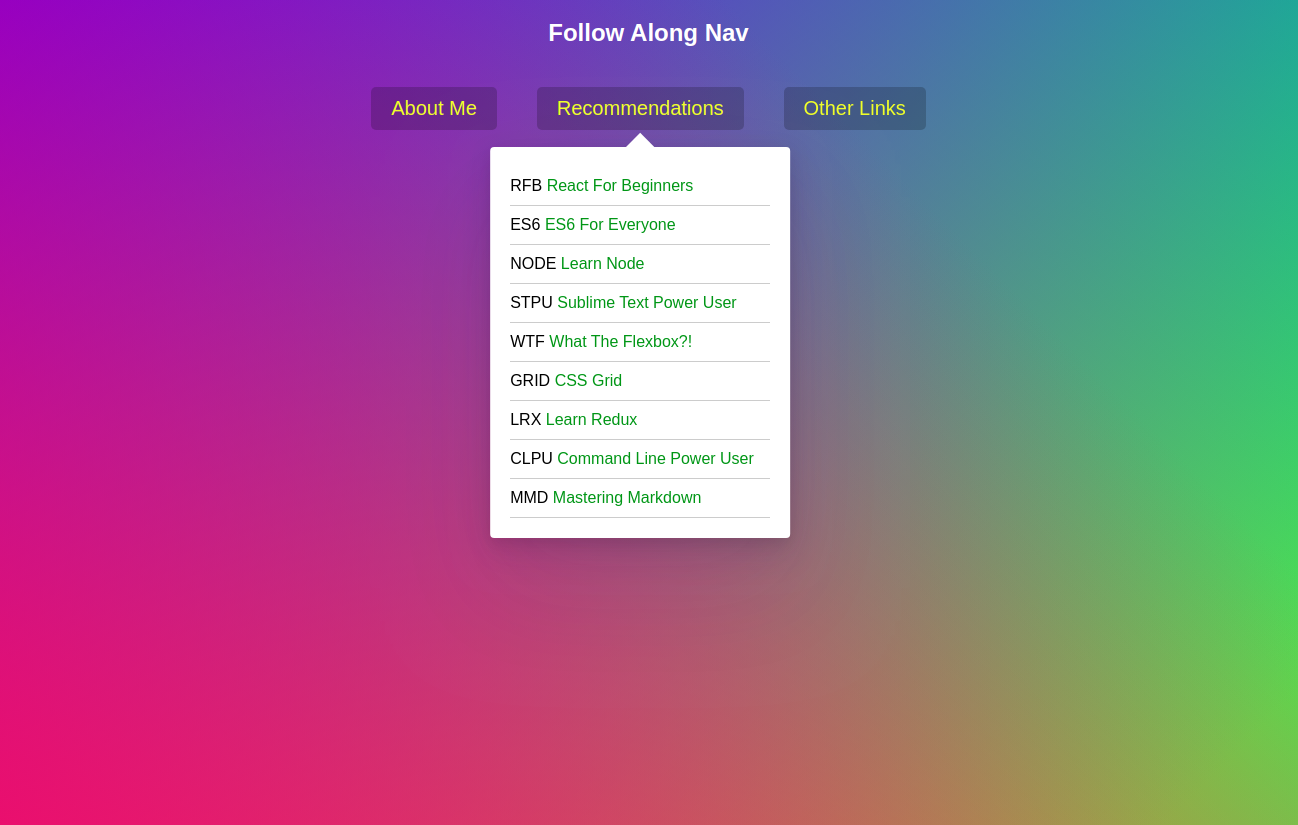 Follow Along Nav
About Me Recommendations Other Links
RFB React For Beginners
ES6 ES6 For Everyone
NODE Learn Node
STPU Sublime Text Power User
WTF What The Flexbox?!
GRID CSS Grid
LRX Learn Redux
CLPU Command Line Power User
MMD Mastering Markdown